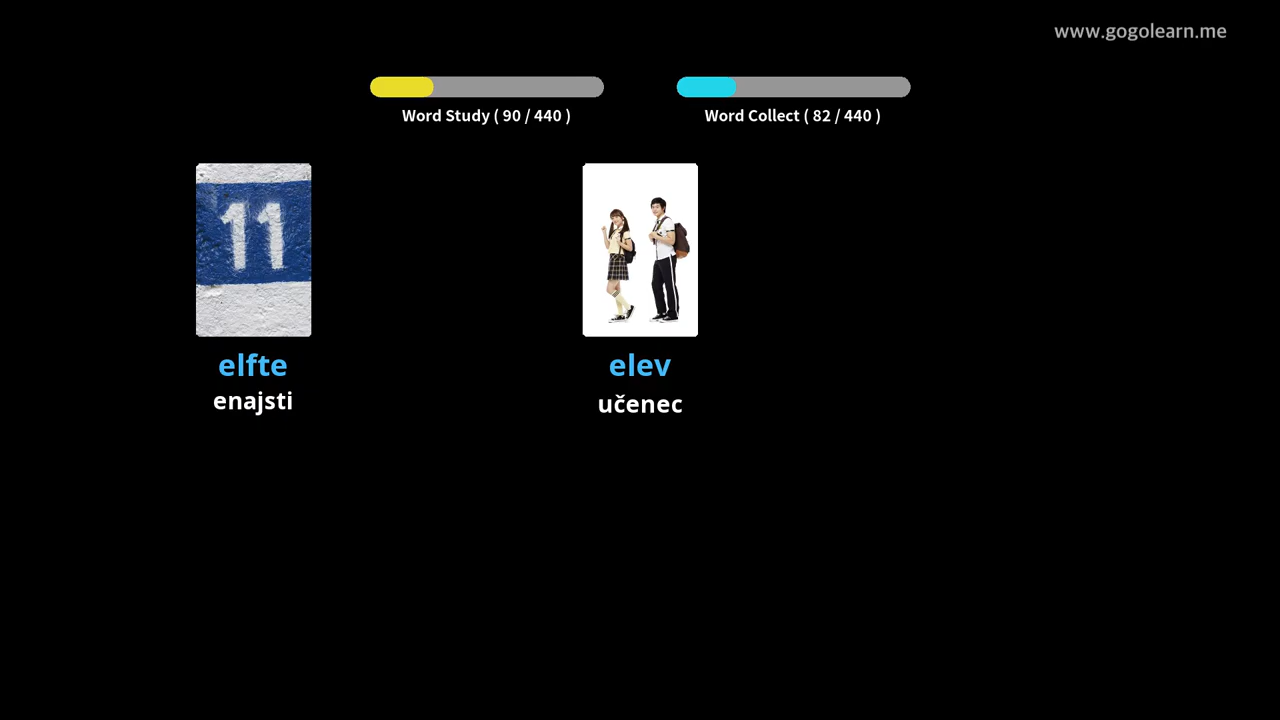 www.gogolearn.me
Word Study ( 90 / 440 )
Word Collect ( 82 / 440 )
11
elfte
enajsti
elev
učenec